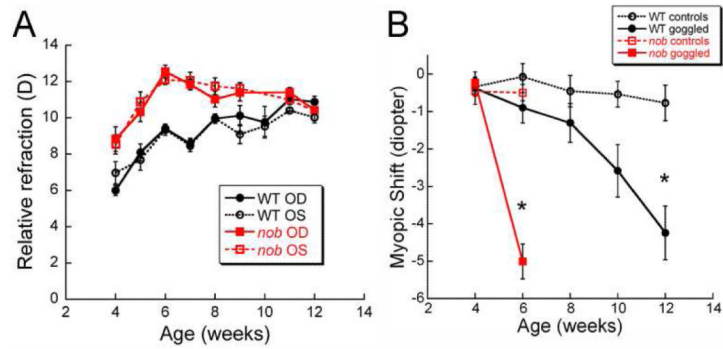 A
Relative refraction (D)
14
12
10
8
6
4
2
0
2 4 6 8 10 12 14
Age (weeks)
WT OD
WT OS
nob OD
nob OS
B
WT controls
WT goggled
nob controls
nob goggled
Myopic Shift (diopter)
0
-1
-2
-3
-4
-5
-6
*
*
2 4 6 8 10 12 14
Age (weeks)